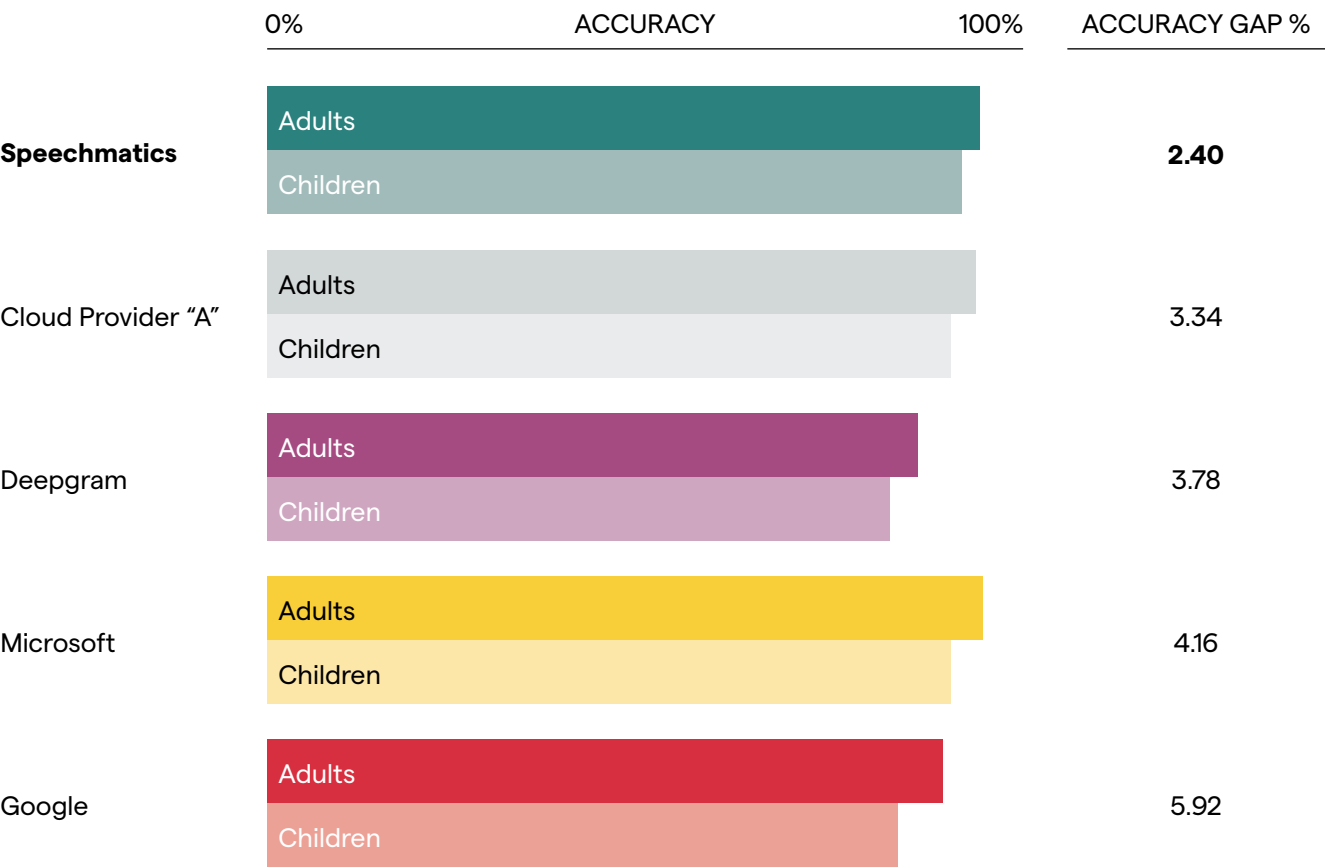 0% ACCURACY 100% ACCURACY GAP %
Adults
Speechmatics 2.40
Children
Adults
Cloud Provider “A” 3.34
Children
Adults
Deepgram 3.78
Children
Adults
Microsoft 4.16
Children
Adults
Google 5.92
Children